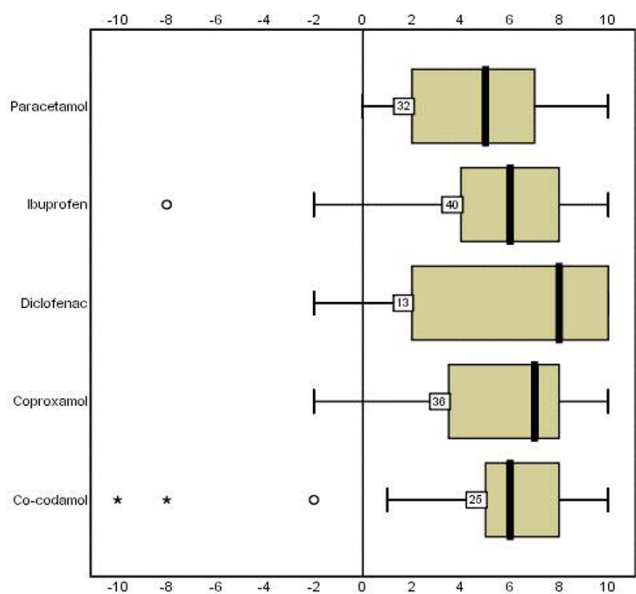 -10 -8 -6 -4 -2 0 2 4 6 8 10
Paracetamol 32
Ibuprofen 40
Diclofenac 13
Coproxamol 36
Co-codamol 25
-10 -8 -6 -4 -2 0 2 4 6 8 10